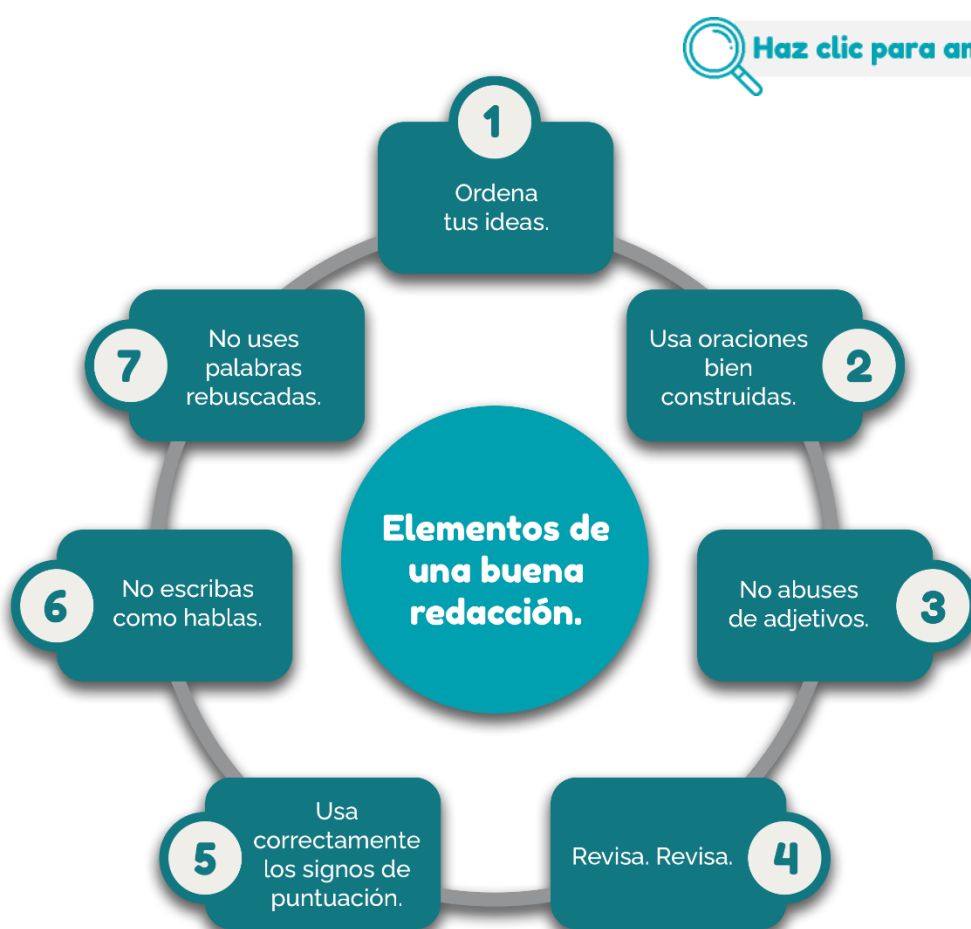 Haz clic para
1
Ordena
tus ideas.
Usa oraciones
bien
construidas.
2
No abuses
de adjetivos.
3
Revisa. Revisa.
4
Usa
correctamente
los signos de
puntuación.
5
No escribas
como hablas.
6
No uses
palabras
rebuscadas.
7
Elementos de
una buena
redacción.